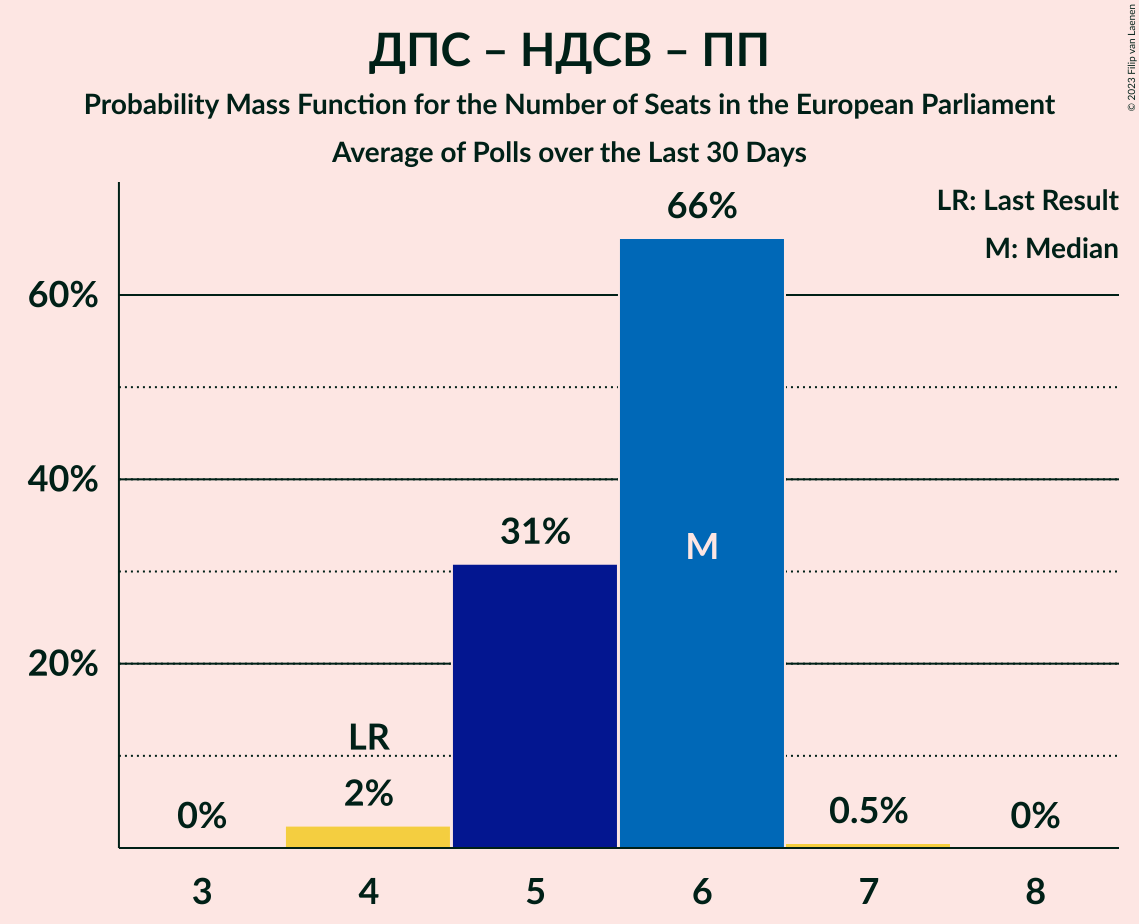 ДПС – НДСВ – ПП
Probability Mass Function for the Number of Seats in the European Parliament
Average of Polls over the Last 30 Days
© 2023 Filip van Laenen
LR: Last Result
M: Median
66%
60%
40%
31%
M
20%
LR
2%
0%
0.5%
0%
3 4 5 6 7 8